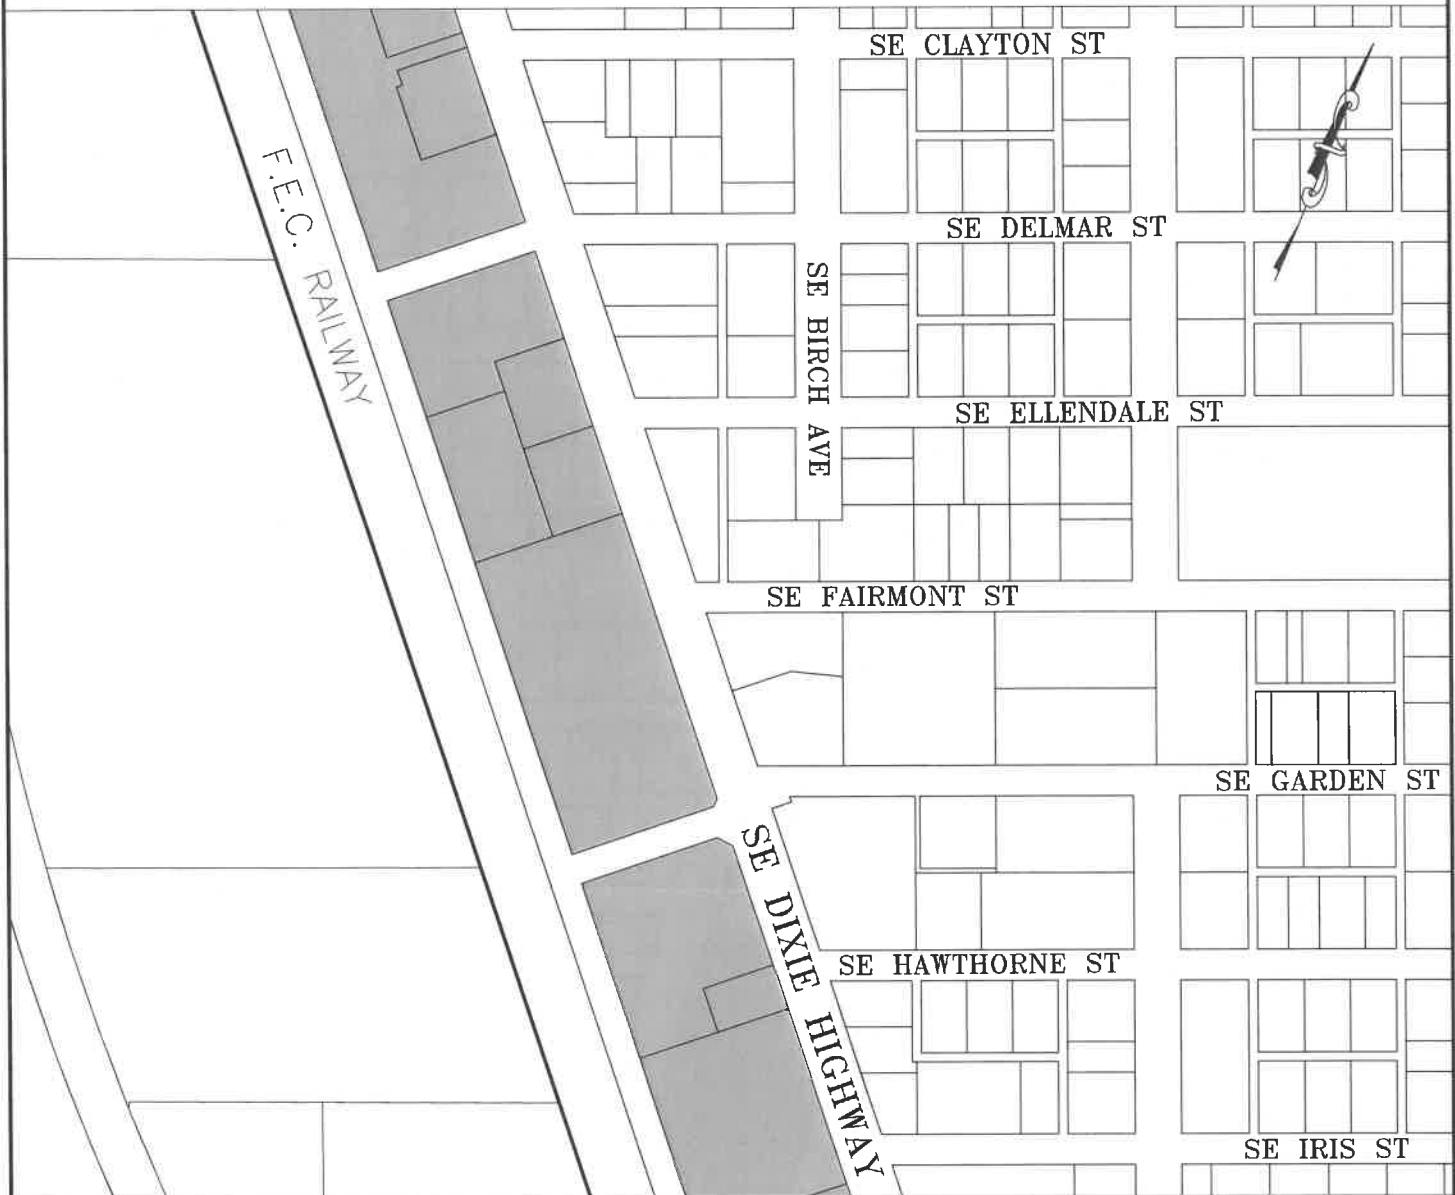 SE CLAYTON ST
F.E.C. RAILWAY
SE DELMAR ST
SE BIRCH AVE
SE ELLENDALE ST
SE FAIRMONT ST
SE GARDEN ST
SE DIXIE HIGHWAY
SE HAWTHORNE ST
SE IRIS ST